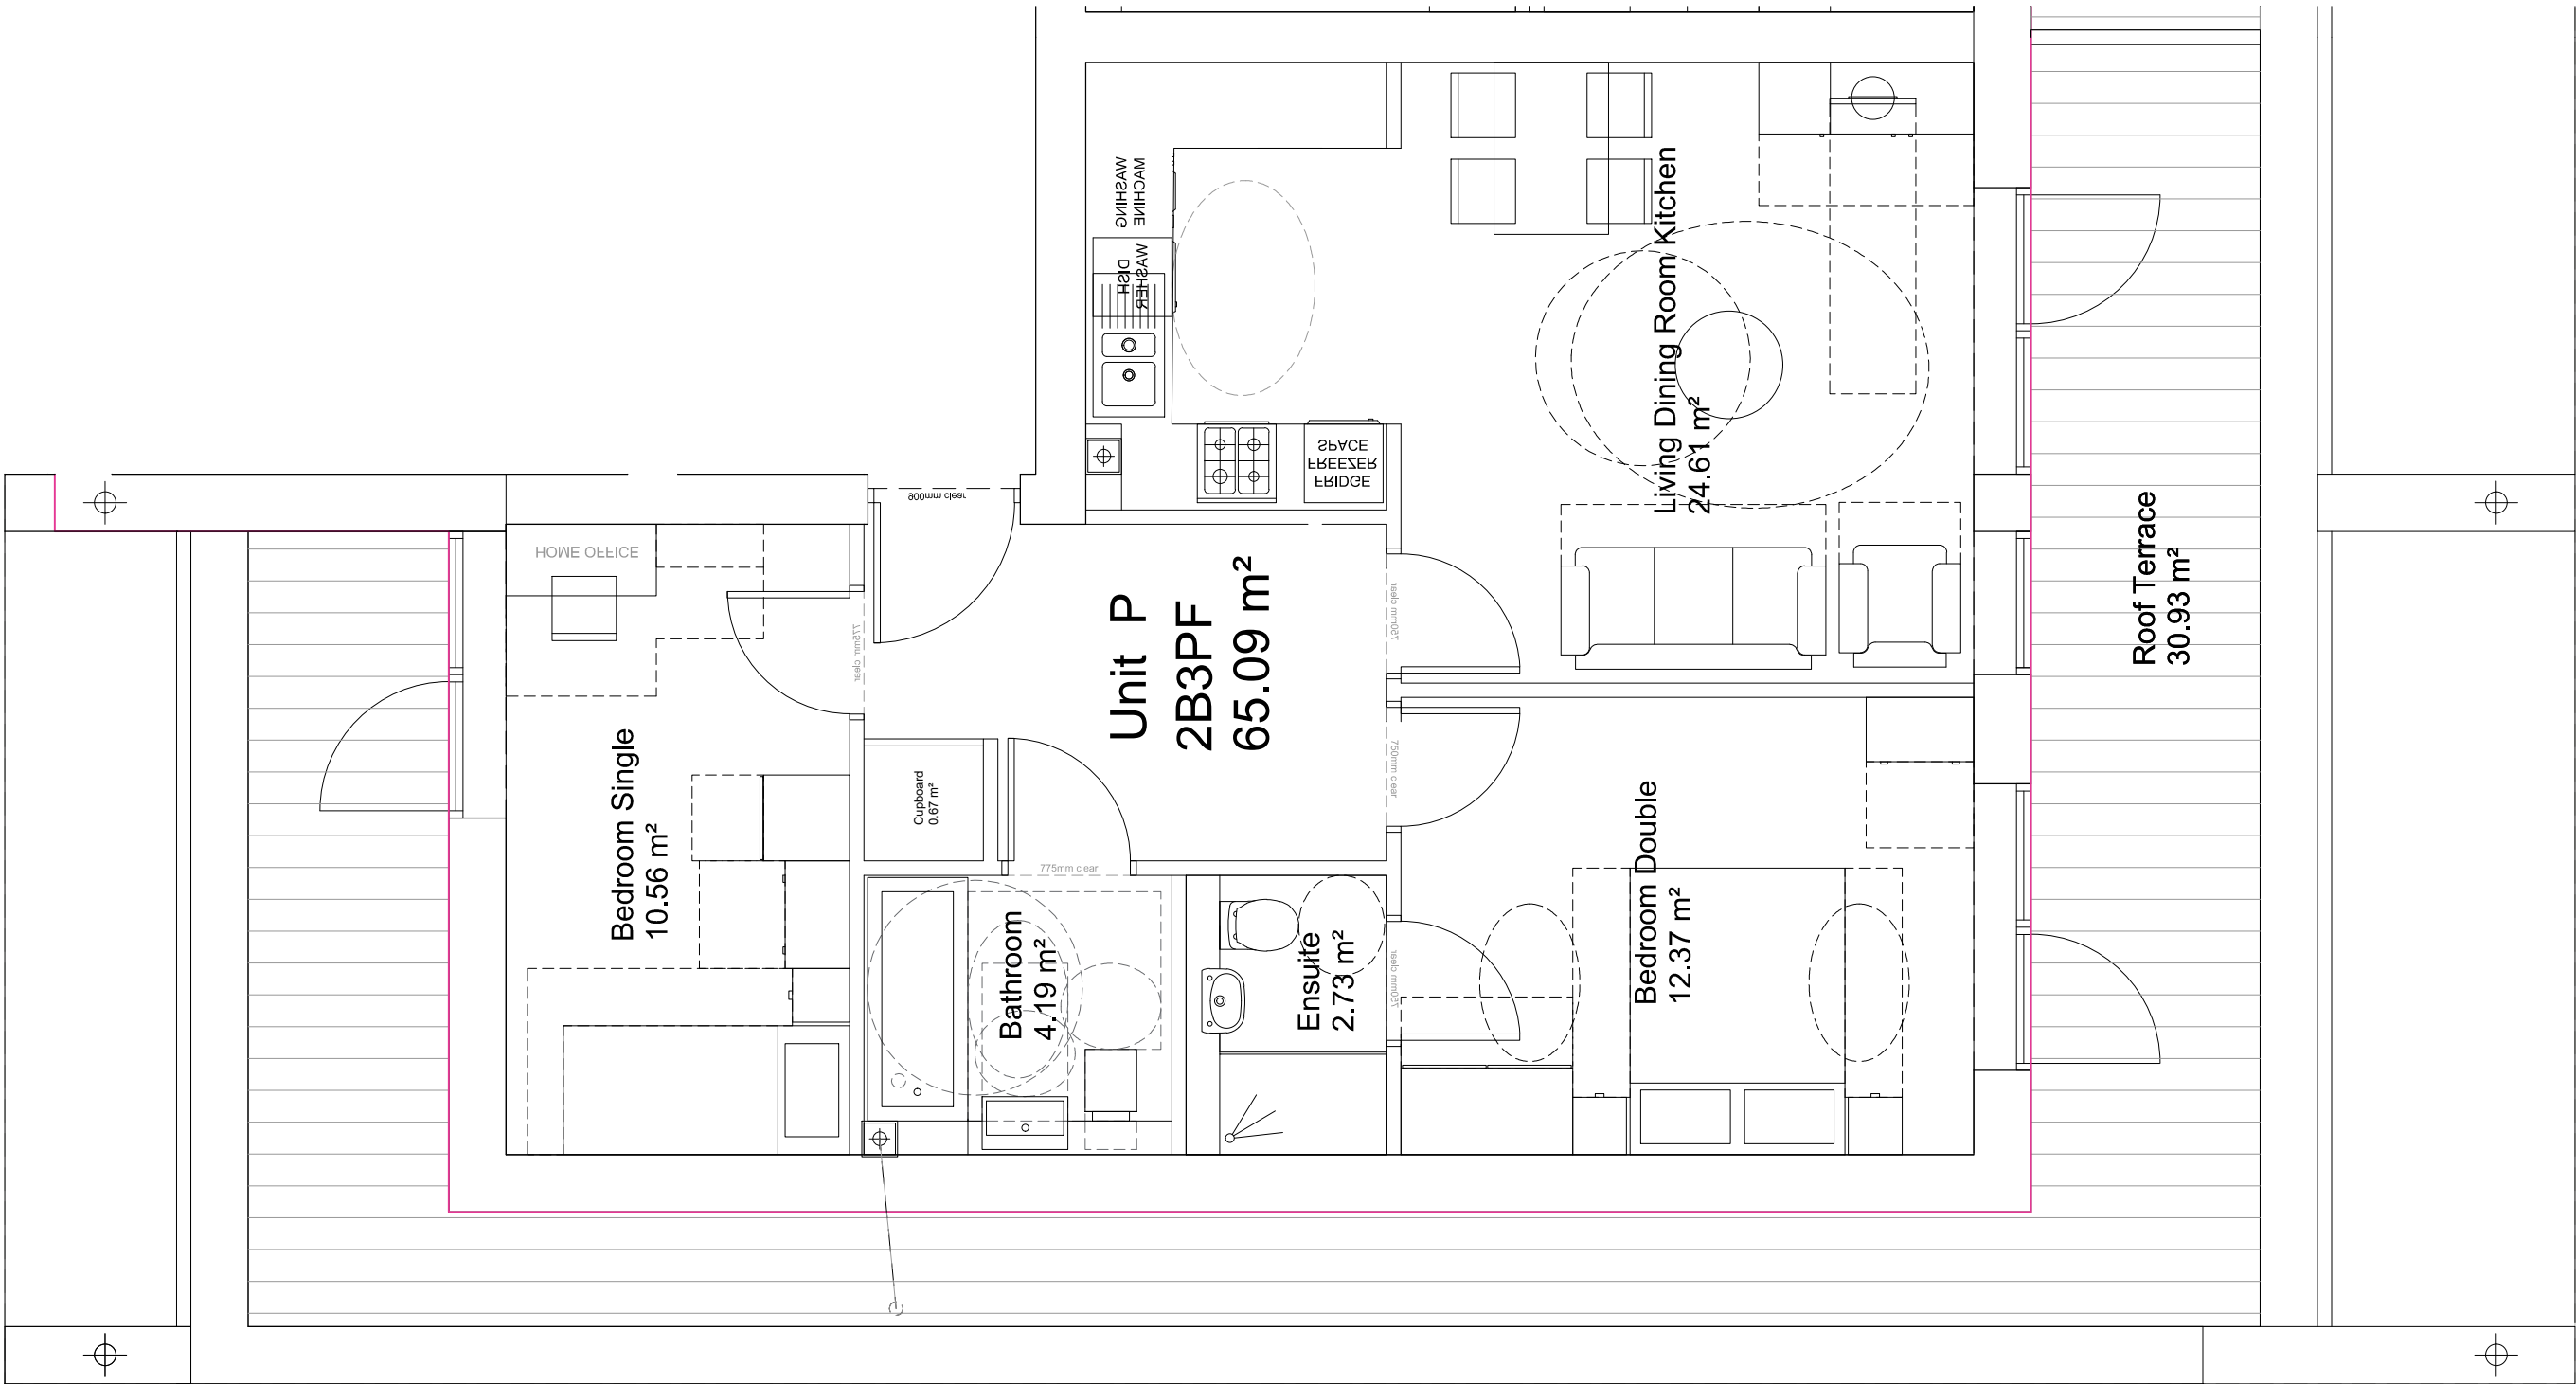 WASHING
MACHINE
DISH
WASHER
FRIDGE
FREEZER
SPACE
Living Dining Room Kitchen
24.61 m²
Roof Terrace
30.93 m²
900mm clear
HOME OFFICE
775mm clear
Unit P
2B3PF
65.09 m²
750mm clear
750mm clear
Bedroom Single
10.56 m²
Cupboard
0.67 m²
775mm clear
Bathroom
4.19 m²
Ensuite
2.73 m²
750mm clear
Bedroom Double
12.37 m²